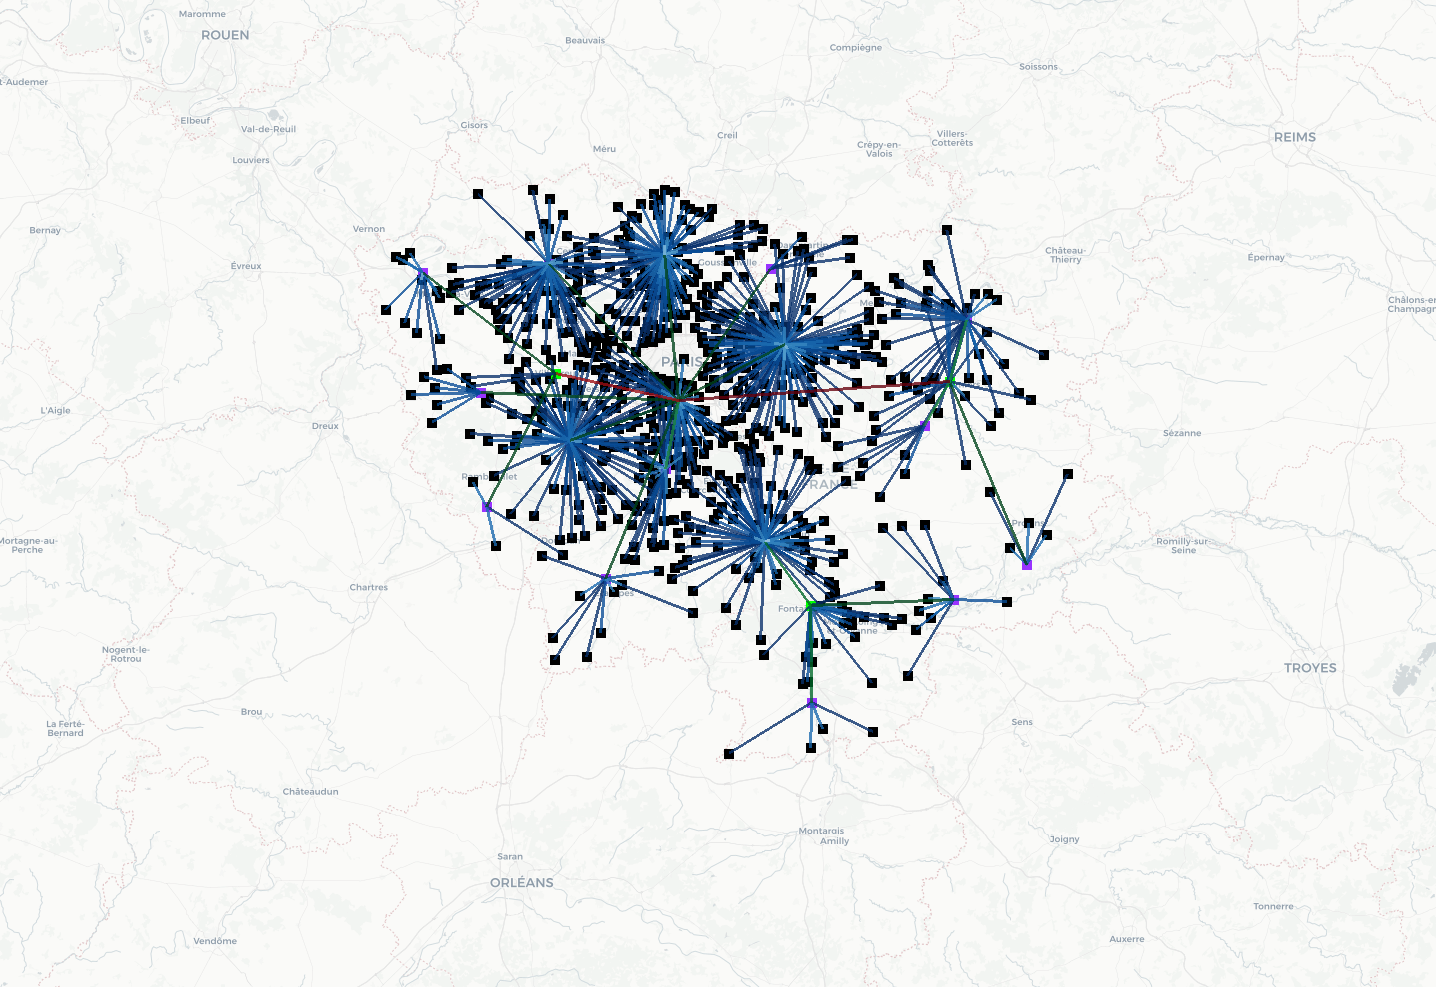 Maromme
ROUEN
Beauvais
Compiègne
Soissons
t-Audemer
Elbeuf
Val-de-Reuil
Gisors
Creil
Villers-
Cotterêts
REIMS
Louviers
Méru
Crépy-en-
Valois
Bernay
Vernon
Évreux
Château-
Thierry
Épernay
Châlons-en
Champagn
L'Aigle
Dreux
Sézanne
FRANCE
Mortagne-au-
Perche
Chartres
Romilly-sur-
Seine
Nogent-le-
Rotrou
TROYES
La Ferté-
Bernard
Brou
Sens
Châteaudun
Montargis
Amilly
Joigny
Saran
ORLÉANS
Tonnerre
Vendôme
Auxerre